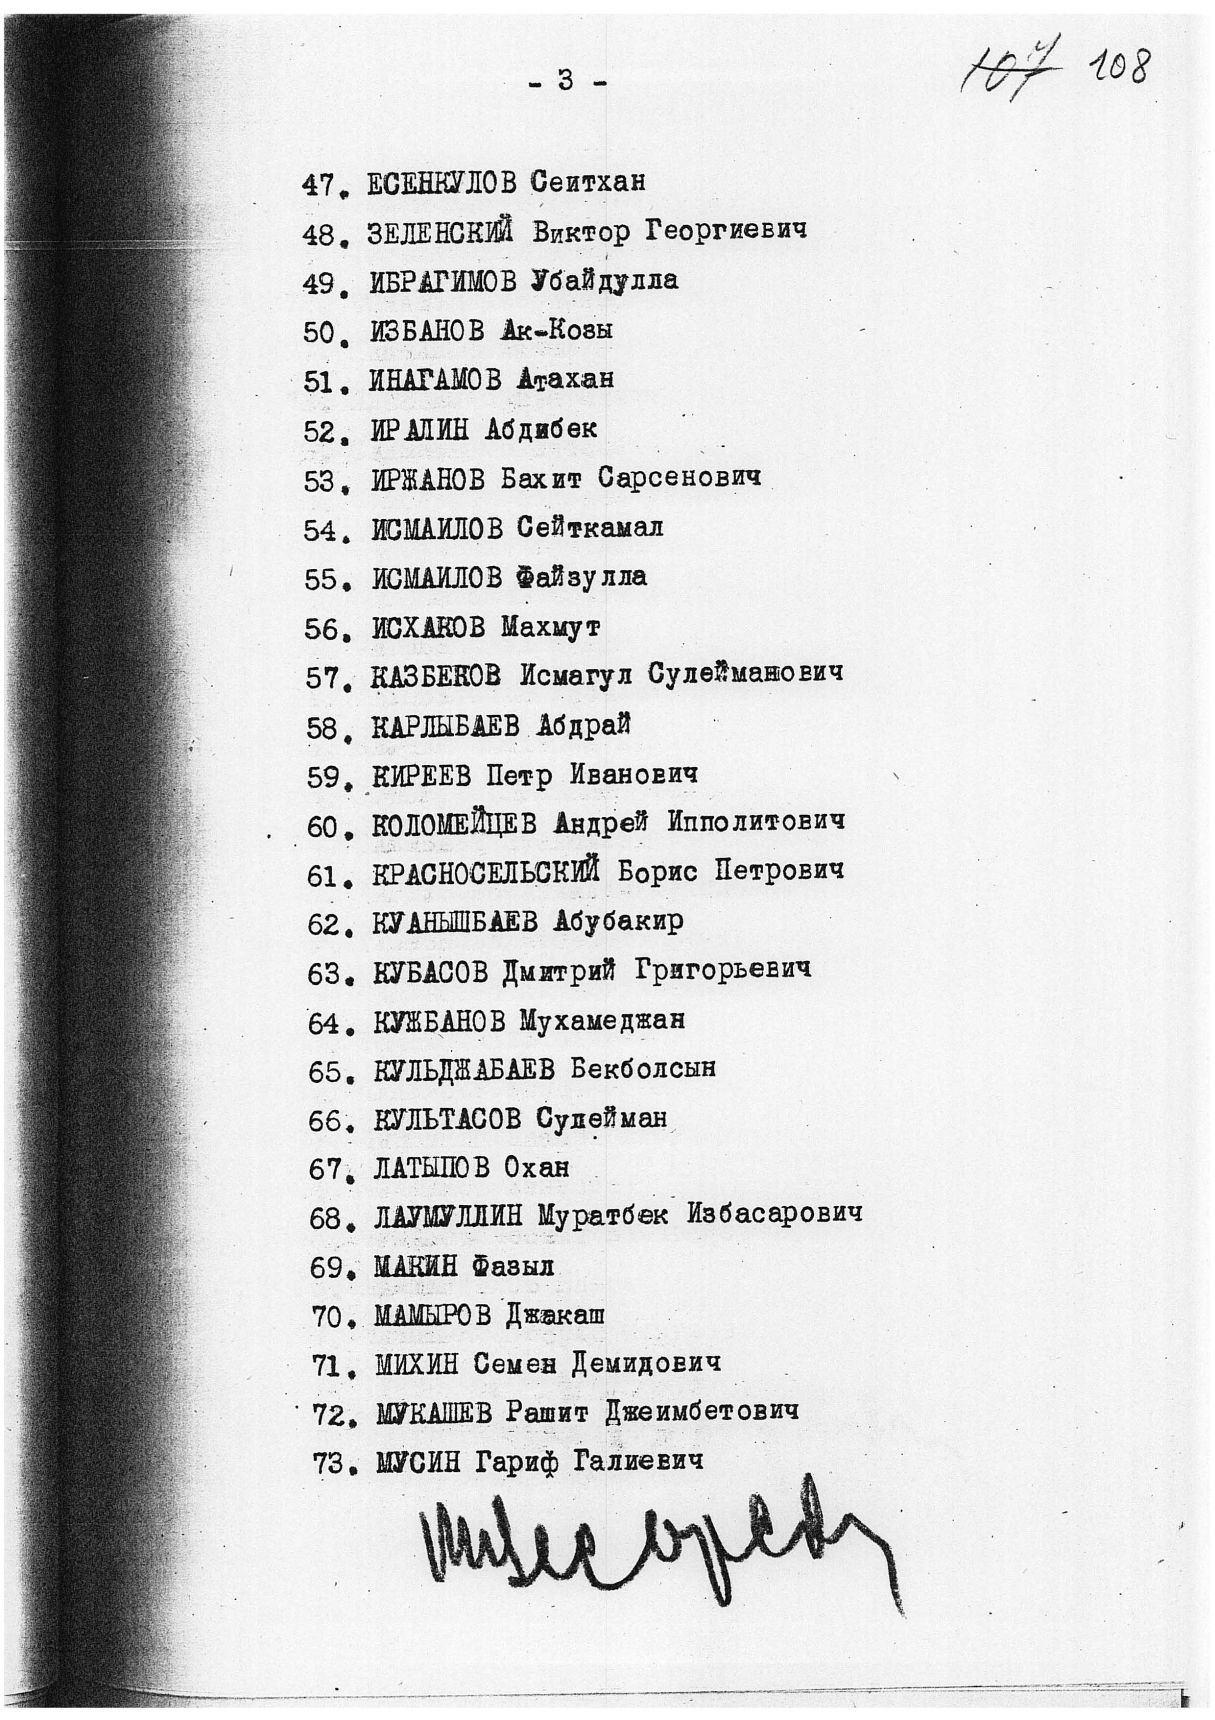 - 3 -
107 108
47. ЕСЕНКУЛОВ Сеитхан
48. ЗЕЛЕНСКИЙ Виктор Георгиевич
49. ИБРАГИМОВ Убайдулла
50. ИЗБАНОВ Ак-Козы
51. ИНАГАМОВ Атахан
52. ИРАЛИН Абдибек
53. ИРЖАНОВ Бахит Сарсенович
54. ИСМАИЛОВ Сейткамал
55. ИСМАИЛОВ Файзулла
56. ИСХАКОВ Махмут
57. КАЗБЕКОВ Исмагул Сулейманович
58. КАРЛЫБАЕВ Абдрай
59. КИРЕЕВ Петр Иванович
60. КОЛОМЕЙЦЕВ Андрей Ипполитович
61. КРАСНОСЕЛЬСКИЙ Борис Петрович
62. КУАНЫШБАЕВ Абубакир
63. КУБАСОВ Дмитрий Григорьевич
64. КУЖБАНОВ Мухамеджан
65. КУЛЬДЖАБАЕВ Бекболсын
66. КУЛЬТАСОВ Сулейман
67. ЛАТЫПОВ Охан
68. ЛАУМУЛЛИН Муратбек Избасарович
69. МАКИН Фазыл
70. МАМЫРОВ Джакаш
71. МИХИН Семен Демидович
72. МУКАШЕВ Рашит Джеимбетович
73. МУСИН Гариф Галиевич